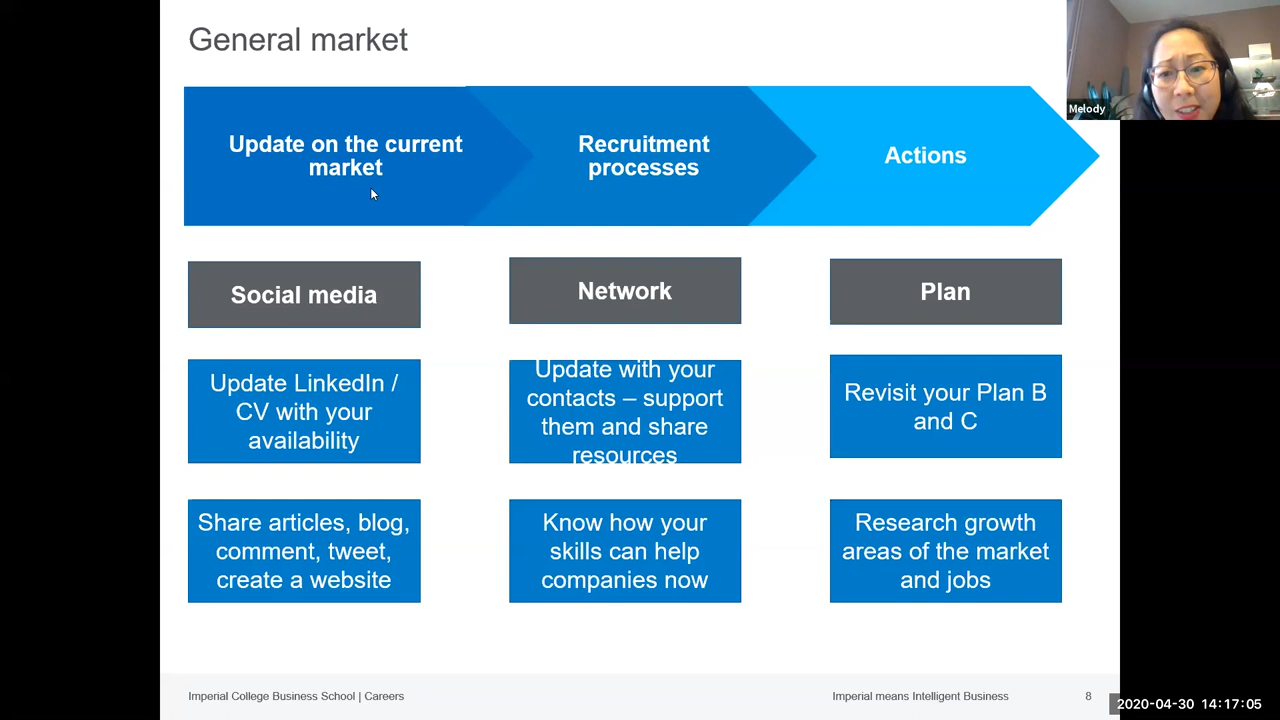 General market
Melody
Update on the current
market
Recruitment
processes
Actions
Social media
Network
Plan
Update LinkedIn /
CV with your
availability
Update with your
contacts – support
them and share
resources
Revisit your Plan B
and C
Share articles, blog,
comment, tweet,
create a website
Know how your
skills can help
companies now
Research growth
areas of the market
and jobs
Imperial College Business School | Careers
Imperial means Intelligent Business
8
2020-04-30 14:17:05